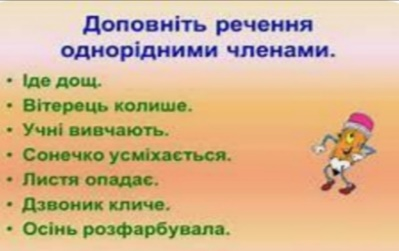 Доповніть речення
однорідними членами.
• Іде дощ.
• Вітерець колише.
• Учні вивчають.
• Сонечко усміхається.
• Листя опадає.
• Дзвоник кличе.
• Осінь розфарбувала.